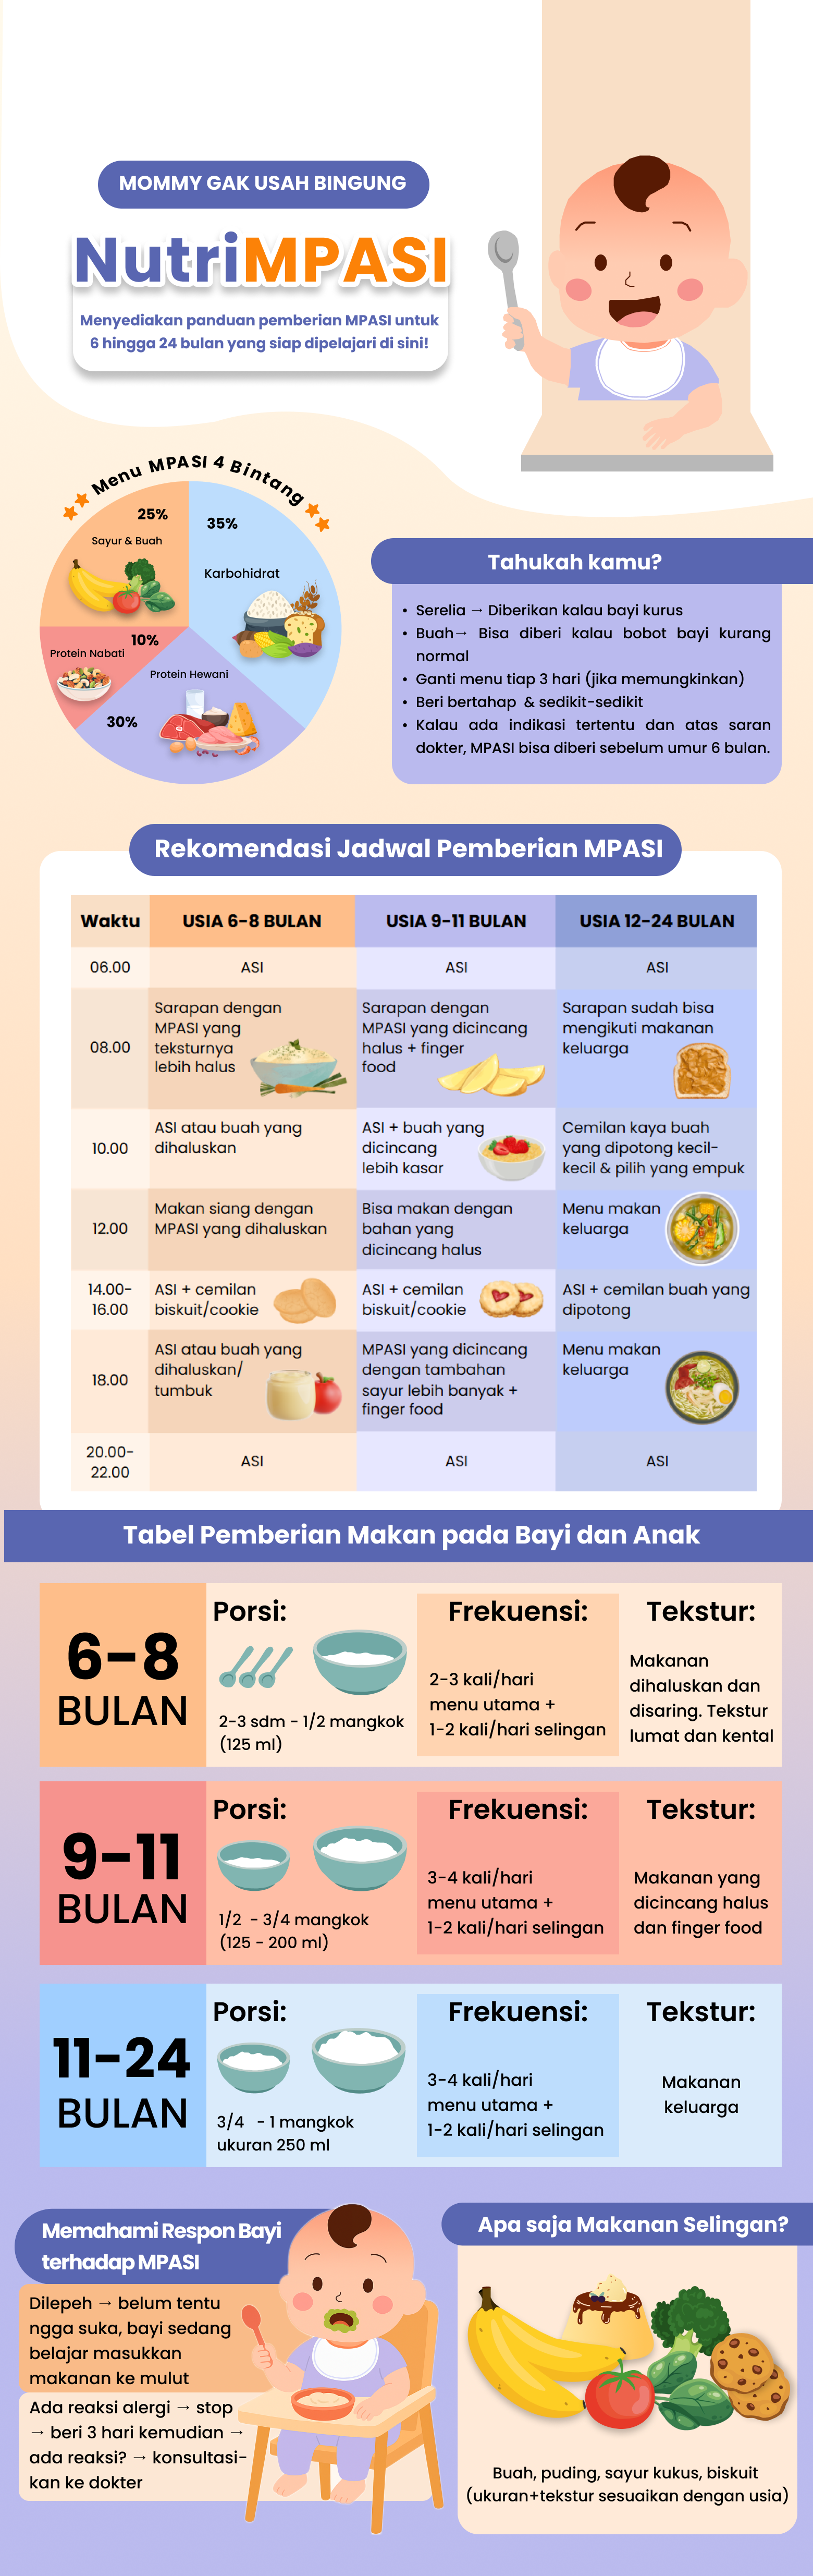 MOMMY GAK USAH BINGUNG
NutriMPASI
Menyediakan panduan pemberian MPASI untuk
6 hingga 24 bulan yang siap dipelajari di sini!
Menu MPASI 4 Bintang
25%
Sayur & Buah
35%
Karbohidrat
10%
Protein Nabati
Protein Hewani
30%
Tahukah kamu?
• Serelia → Diberikan kalau bayi kurus
• Buah→ Bisa diberi kalau bobot bayi kurang
normal
• Ganti menu tiap 3 hari (jika memungkinkan)
• Beri bertahap & sedikit-sedikit
• Kalau ada indikasi tertentu dan atas saran
dokter, MPASI bisa diberi sebelum umur 6 bulan.
Rekomendasi Jadwal Pemberian MPASI
Waktu
USIA 6-8 BULAN
USIA 9-11 BULAN
USIA 12-24 BULAN
06.00
ASI
ASI
ASI
08.00
Sarapan dengan
MPASI yang
teksturnya
lebih halus
Sarapan dengan
MPASI yang dicincang
halus + finger
food
Sarapan sudah bisa
mengikuti makanan
keluarga
10.00
ASI atau buah yang
dihaluskan
ASI + buah yang
dicincang
lebih kasar
Cemilan kaya buah
yang dipotong kecil-
kecil & pilih yang empuk
12.00
Makan siang dengan
MPASI yang dihaluskan
Bisa makan dengan
bahan yang
dicincang halus
Menu makan
keluarga
14.00-
16.00
ASI + cemilan
biskuit/cookie
ASI + cemilan
biskuit/cookie
ASI + cemilan buah yang
dipotong
18.00
ASI atau buah yang
dihaluskan/
tumbuk
MPASI yang dicincang
dengan tambahan
sayur lebih banyak +
finger food
Menu makan
keluarga
20.00-
22.00
ASI
ASI
ASI
Tabel Pemberian Makan pada Bayi dan Anak
6-8
BULAN
Porsi:
2-3 sdm - 1/2 mangkok
(125 ml)
Frekuensi:
2-3 kali/hari
menu utama +
1-2 kali/hari selingan
Tekstur:
Makanan
dihaluskan dan
disaring. Tekstur
lumat dan kental
9-11
BULAN
Porsi:
1/2 - 3/4 mangkok
(125 - 200 ml)
Frekuensi:
3-4 kali/hari
menu utama +
1-2 kali/hari selingan
Tekstur:
Makanan yang
dicincang halus
dan finger food
11-24
BULAN
Porsi:
3/4 - 1 mangkok
ukuran 250 ml
Frekuensi:
3-4 kali/hari
menu utama +
1-2 kali/hari selingan
Tekstur:
Makanan
keluarga
Memahami Respon Bayi
terhadap MPASI
Dilepeh → belum tentu
ngga suka, bayi sedang
belajar masukkan
makanan ke mulut
Ada reaksi alergi → stop
→ beri 3 hari kemudian →
ada reaksi? → konsultasi-
kan ke dokter
Apa saja Makanan Selingan?
Buah, puding, sayur kukus, biskuit
(ukuran+tekstur sesuaikan dengan usia)